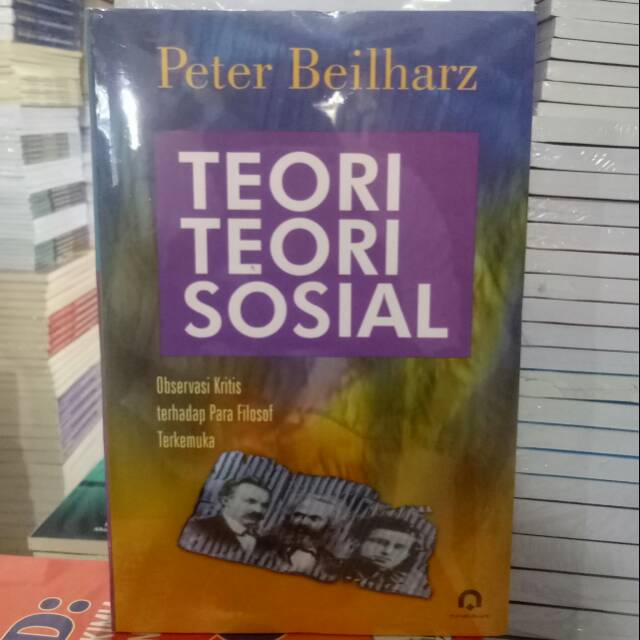 Peter Beilharz
TEORI
TEORI
SOSIAL
Observasi Kritis
terhadap Para Filosof
Terkemuka